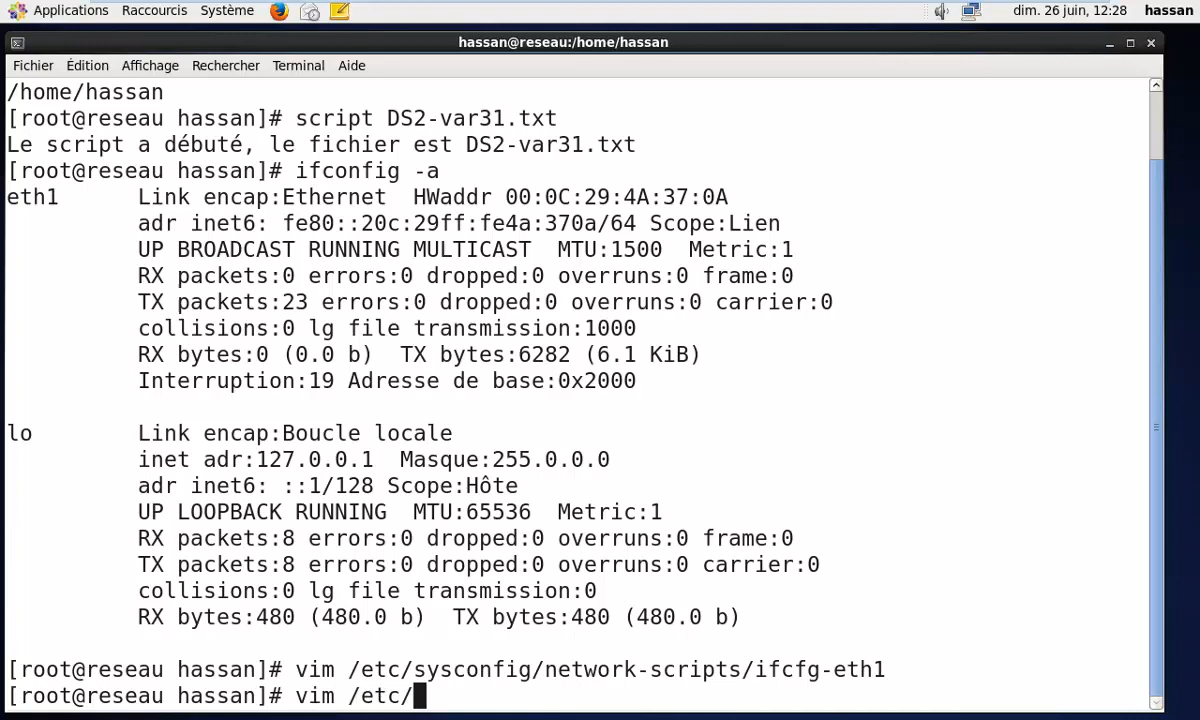 Applications Raccourcis Système dim. 26 juin, 12:28 hassan
hassan@reseau:/home/hassan
Fichier Édition Affichage Rechercher Terminal Aide
/home/hassan
[root@reseau hassan]# script DS2-var31.txt
Le script a débuté, le fichier est DS2-var31.txt
[root@reseau hassan]# ifconfig -a
eth1      Link encap:Ethernet  HWaddr 00:0C:29:4A:37:0A
          adr inet6: fe80::20c:29ff:fe4a:370a/64 Scope:Lien
          UP BROADCAST RUNNING MULTICAST  MTU:1500  Metric:1
          RX packets:0 errors:0 dropped:0 overruns:0 frame:0
          TX packets:23 errors:0 dropped:0 overruns:0 carrier:0
          collisions:0 lg file transmission:1000
          RX bytes:0 (0.0 b)  TX bytes:6282 (6.1 KiB)
          Interruption:19 Adresse de base:0x2000
lo        Link encap:Boucle locale
          inet adr:127.0.0.1  Masque:255.0.0.0
          adr inet6: ::1/128 Scope:Hôte
          UP LOOPBACK RUNNING  MTU:65536  Metric:1
          RX packets:8 errors:0 dropped:0 overruns:0 frame:0
          TX packets:8 errors:0 dropped:0 overruns:0 carrier:0
          collisions:0 lg file transmission:0
          RX bytes:480 (480.0 b)  TX bytes:480 (480.0 b)
[root@reseau hassan]# vim /etc/sysconfig/network-scripts/ifcfg-eth1
[root@reseau hassan]# vim /etc/